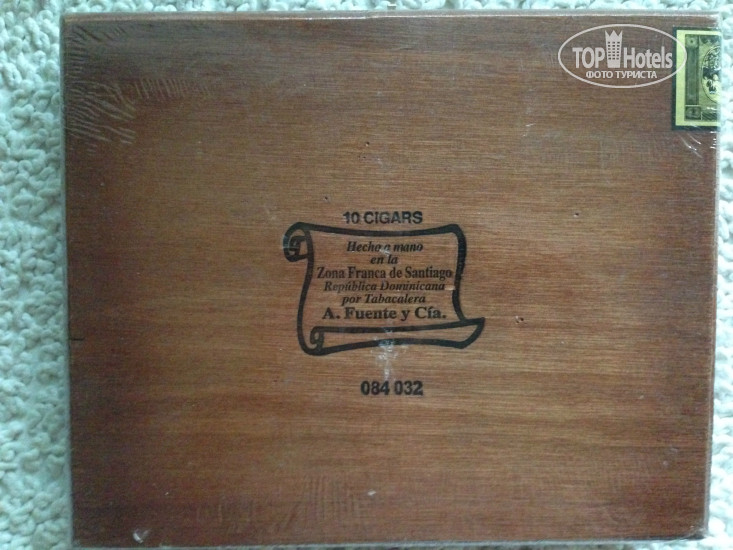 TOP Hotels
ФОТО ТУРИСТА
10 CIGARS
Hecho a mano
en la
Zona Franca de Santiago
República Dominicana
por Tabacalera
A. Fuente y Cía.
084 032